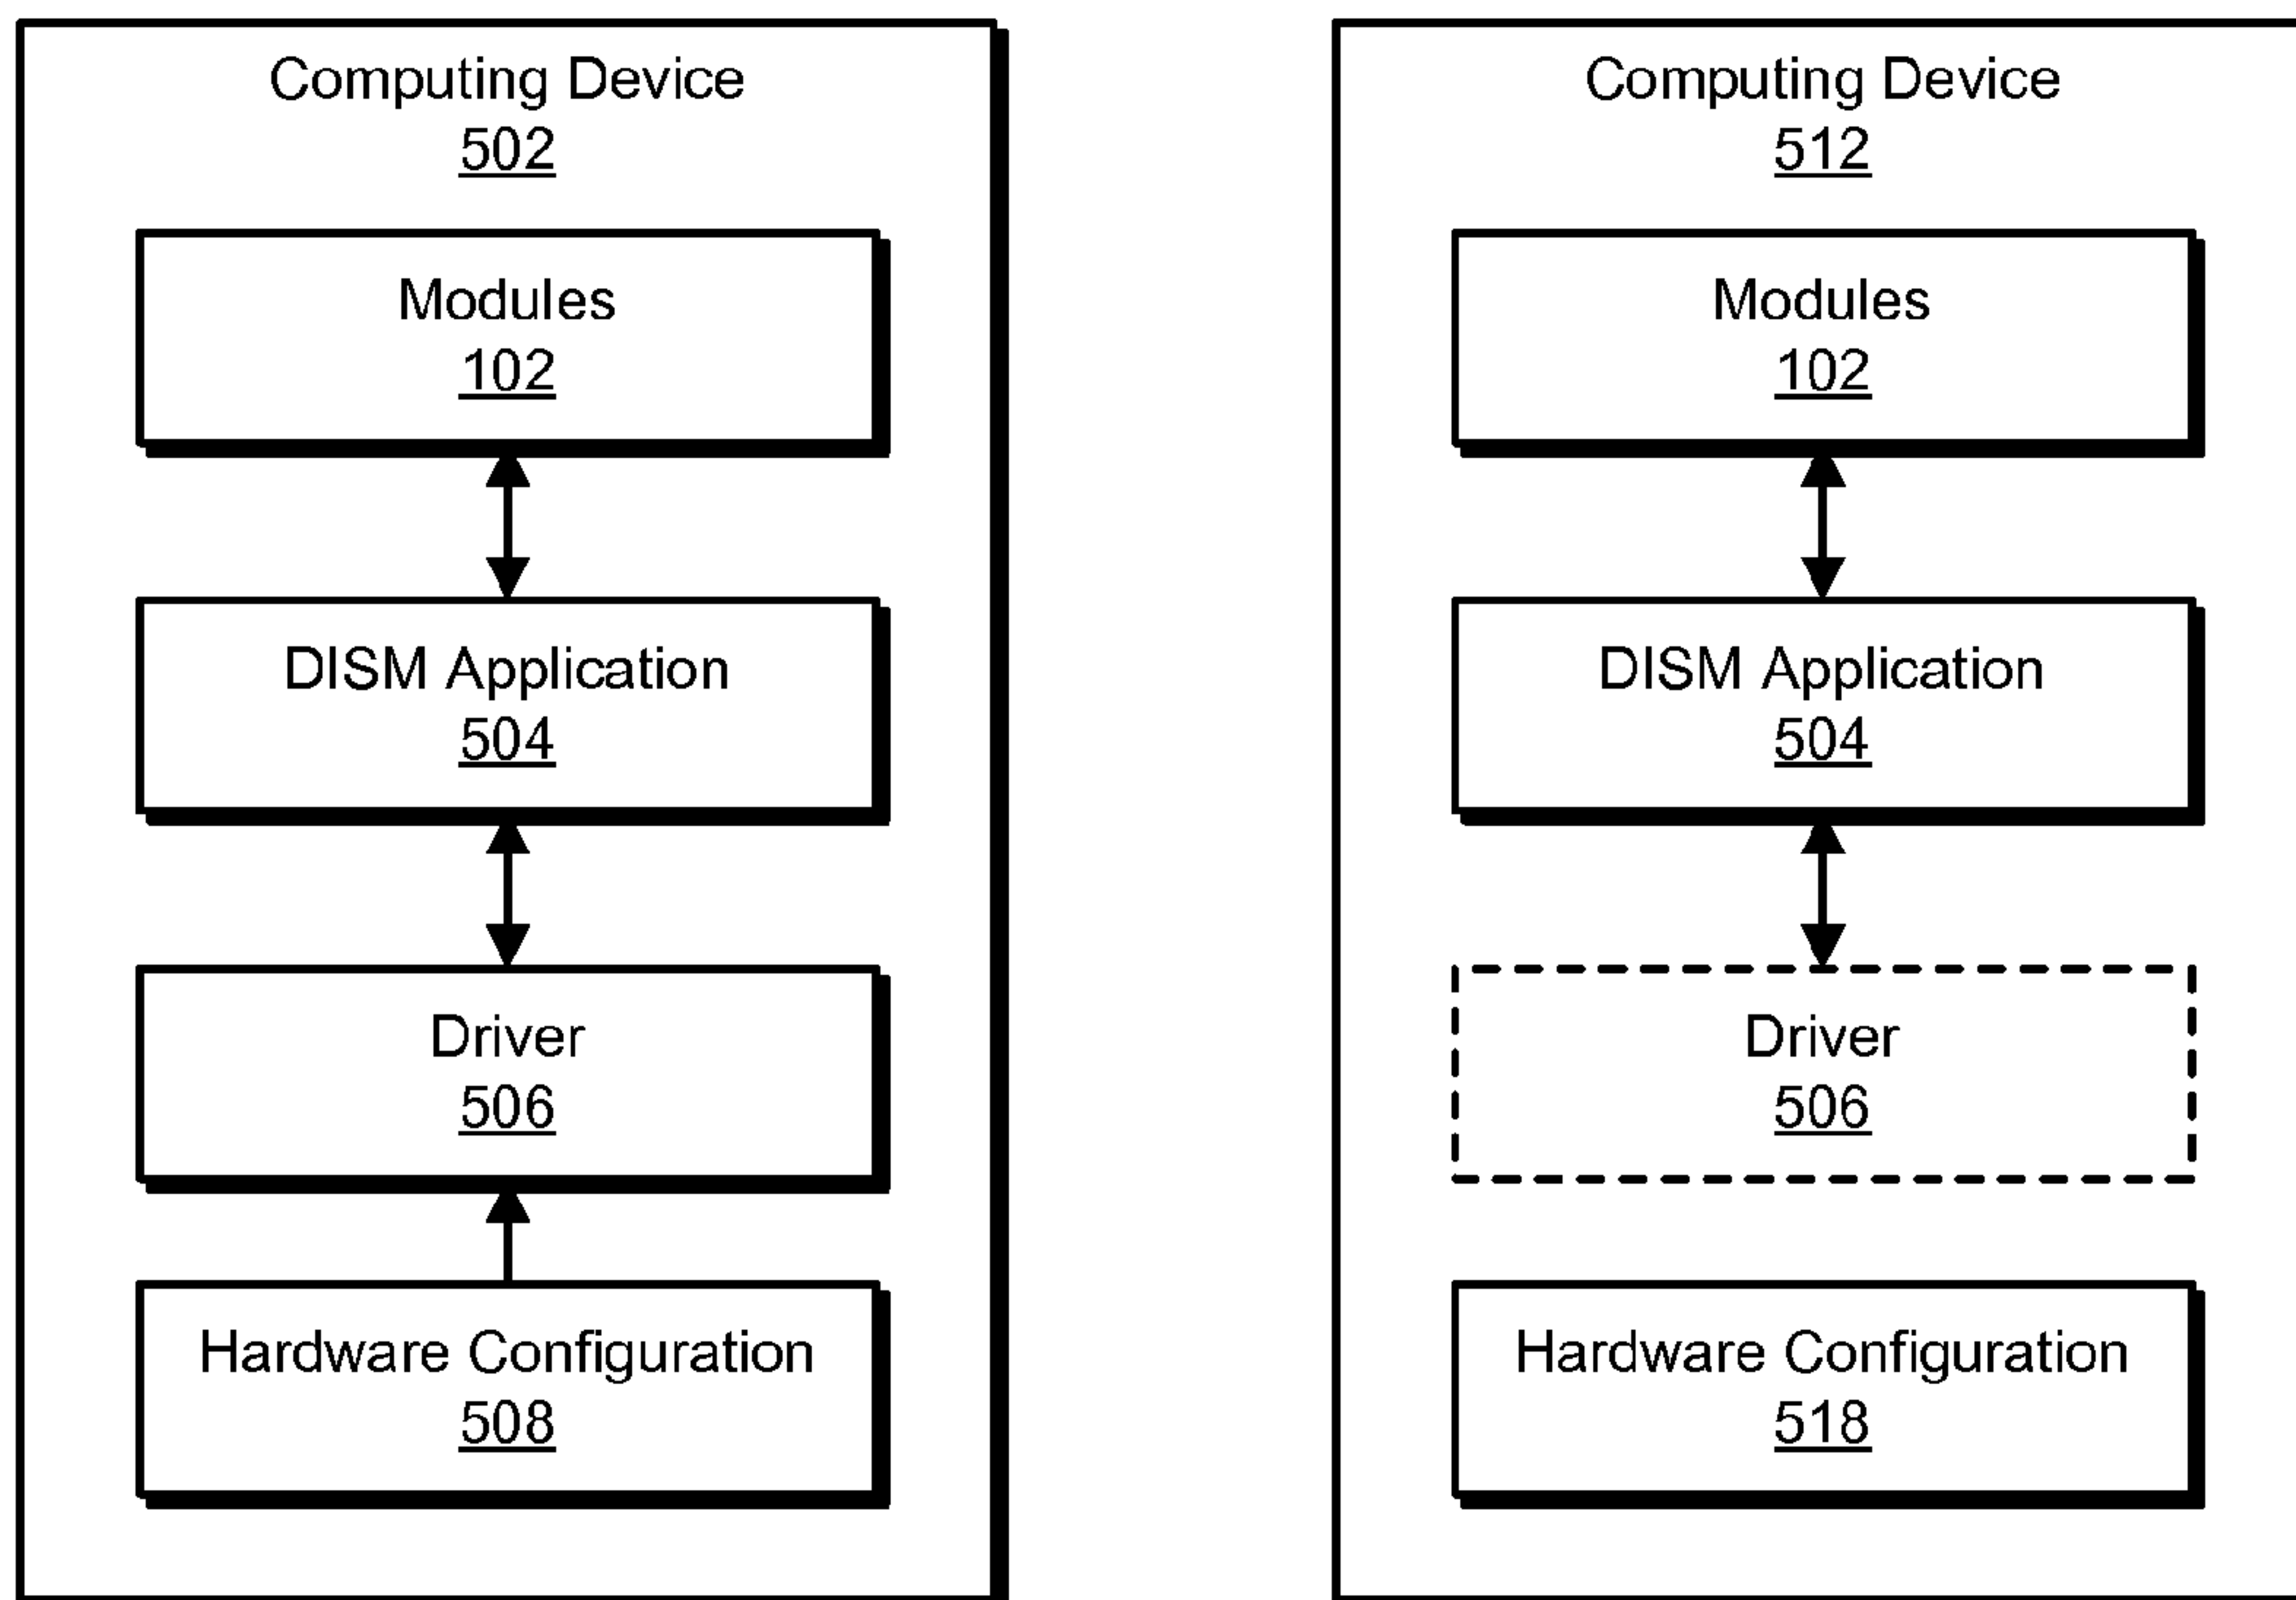 Computing Device
502
Modules
102
DISM Application
504
Driver
506
Hardware Configuration
508
Computing Device
512
Modules
102
DISM Application
504
Driver
506
Hardware Configuration
518